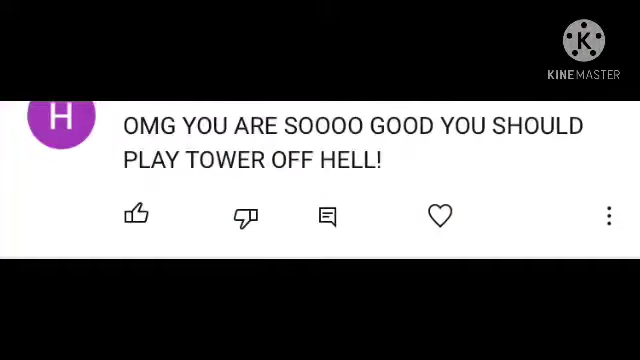 K
KINEMASTER
H
OMG YOU ARE SOOOO GOOD YOU SHOULD
PLAY TOWER OFF HELL!